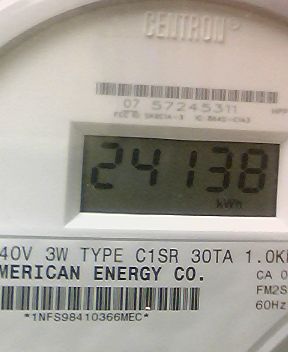 CENTRON®
07 57245311
24138
kWh
40V 3W TYPE C1SR 30TA 1.0K
MERICAN ENERGY CO.
CA 0
FM2S
60Hz
*1NFS98410366MEC*